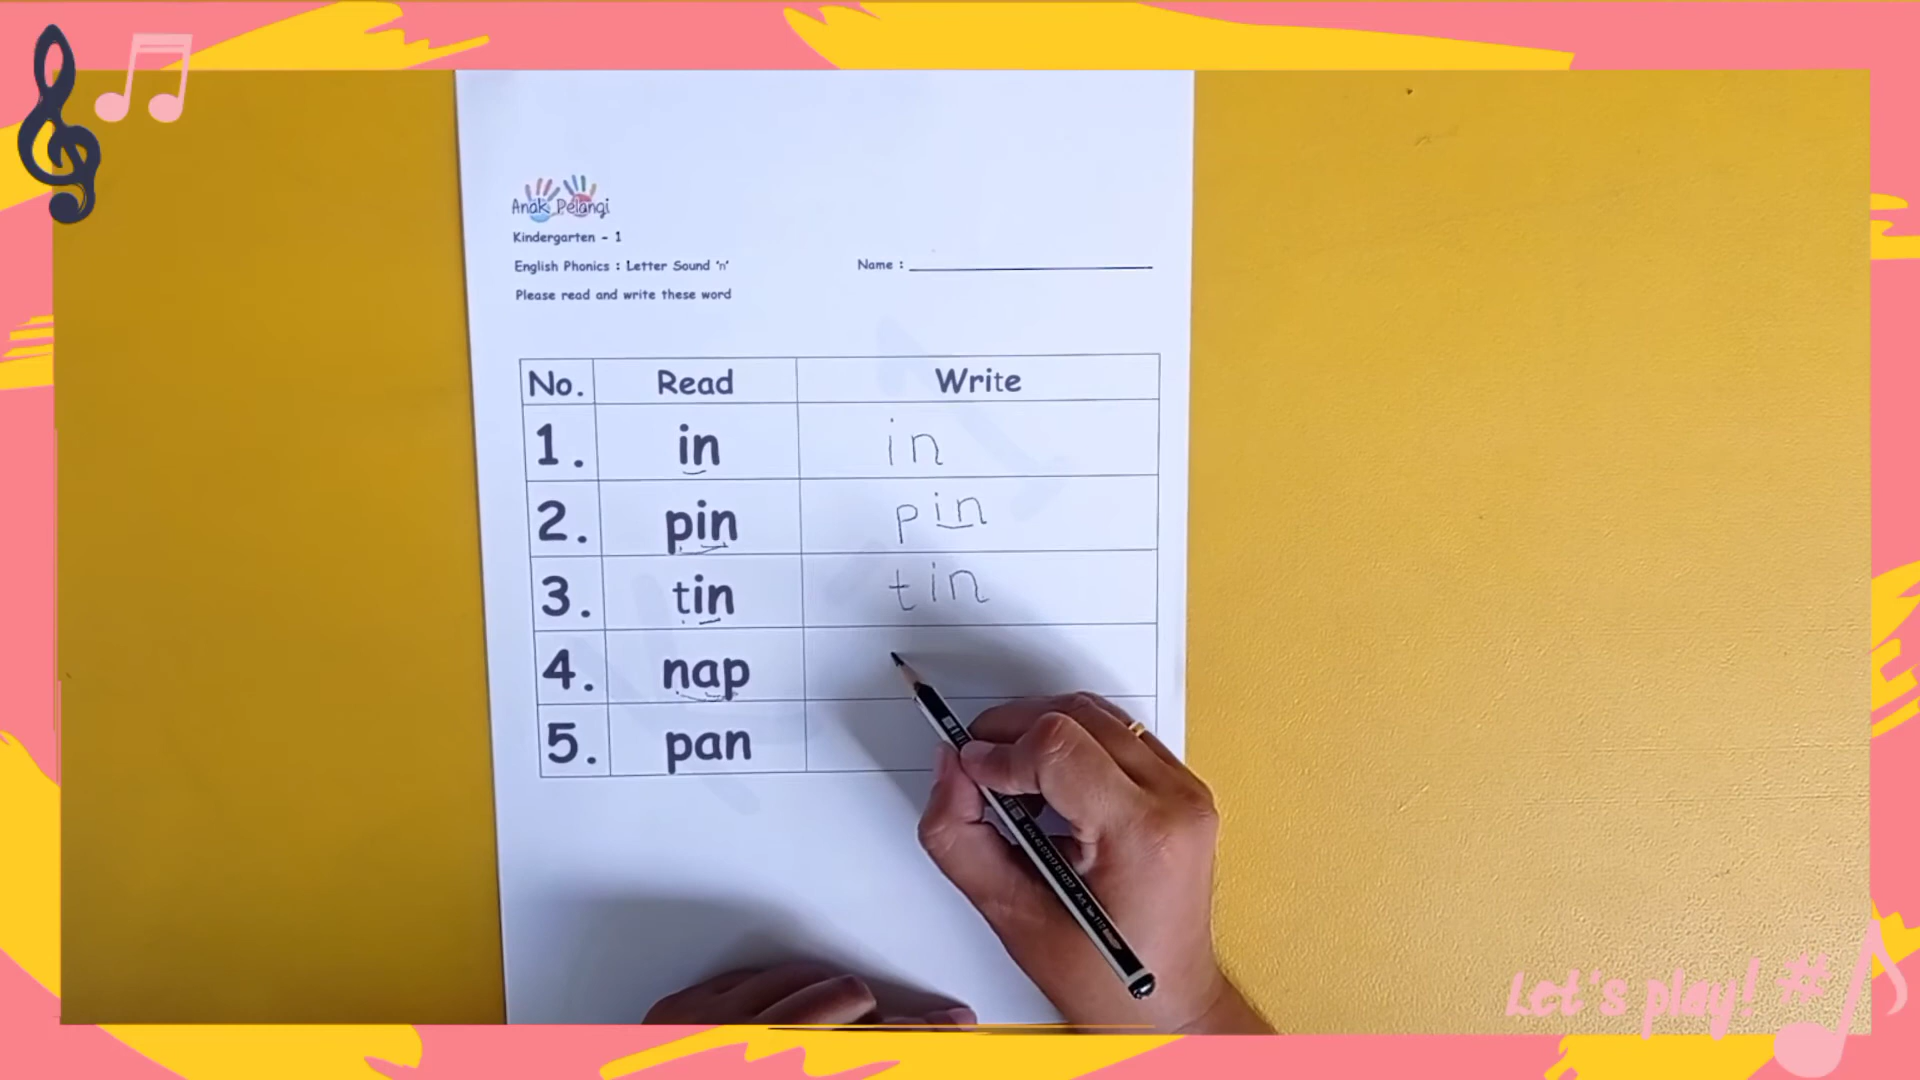 Anak Pelangi
Kindergarten - 1
English Phonics : Letter Sound 'n'
Name :
Please read and write these word
No. Read Write
1. in in
2. pin pin
3. tin tin
4. nap
5. pan
Let's play!